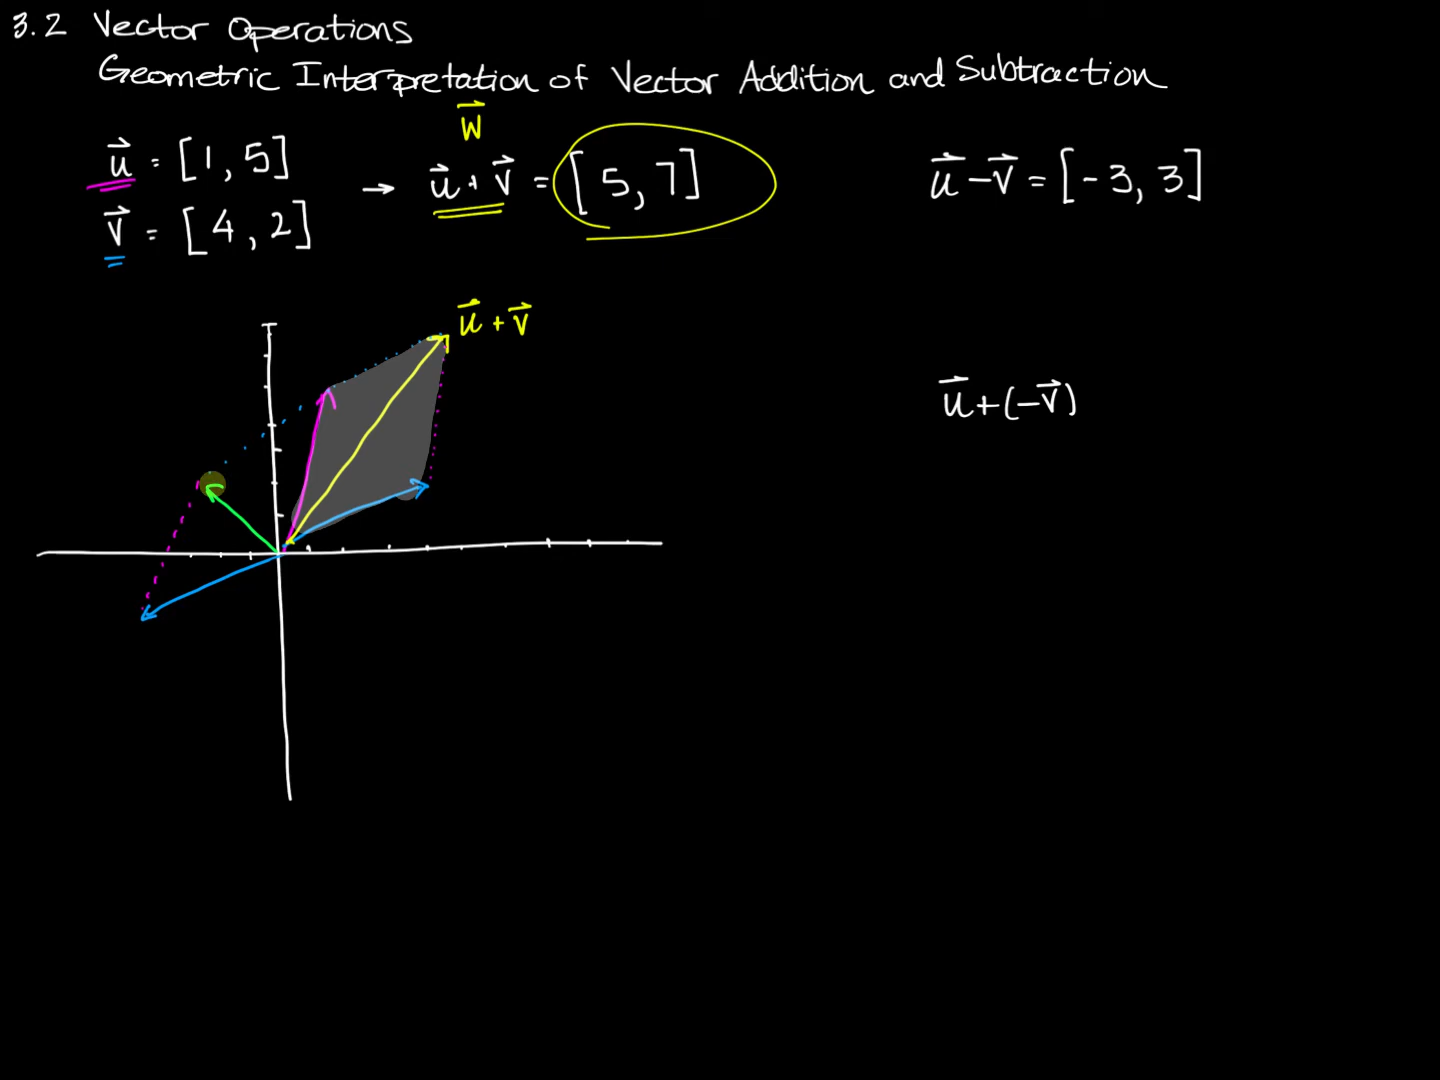 3.2 Vector Operations
Geometric Interpretation of Vector Addition and Subtraction
w⃗
u⃗ = [1, 5]
→ u⃗ + v⃗ = [5, 7]
u⃗ − v⃗ = [-3, 3]
v⃗ = [4, 2]
u⃗ + v⃗
u⃗ + (−v⃗)